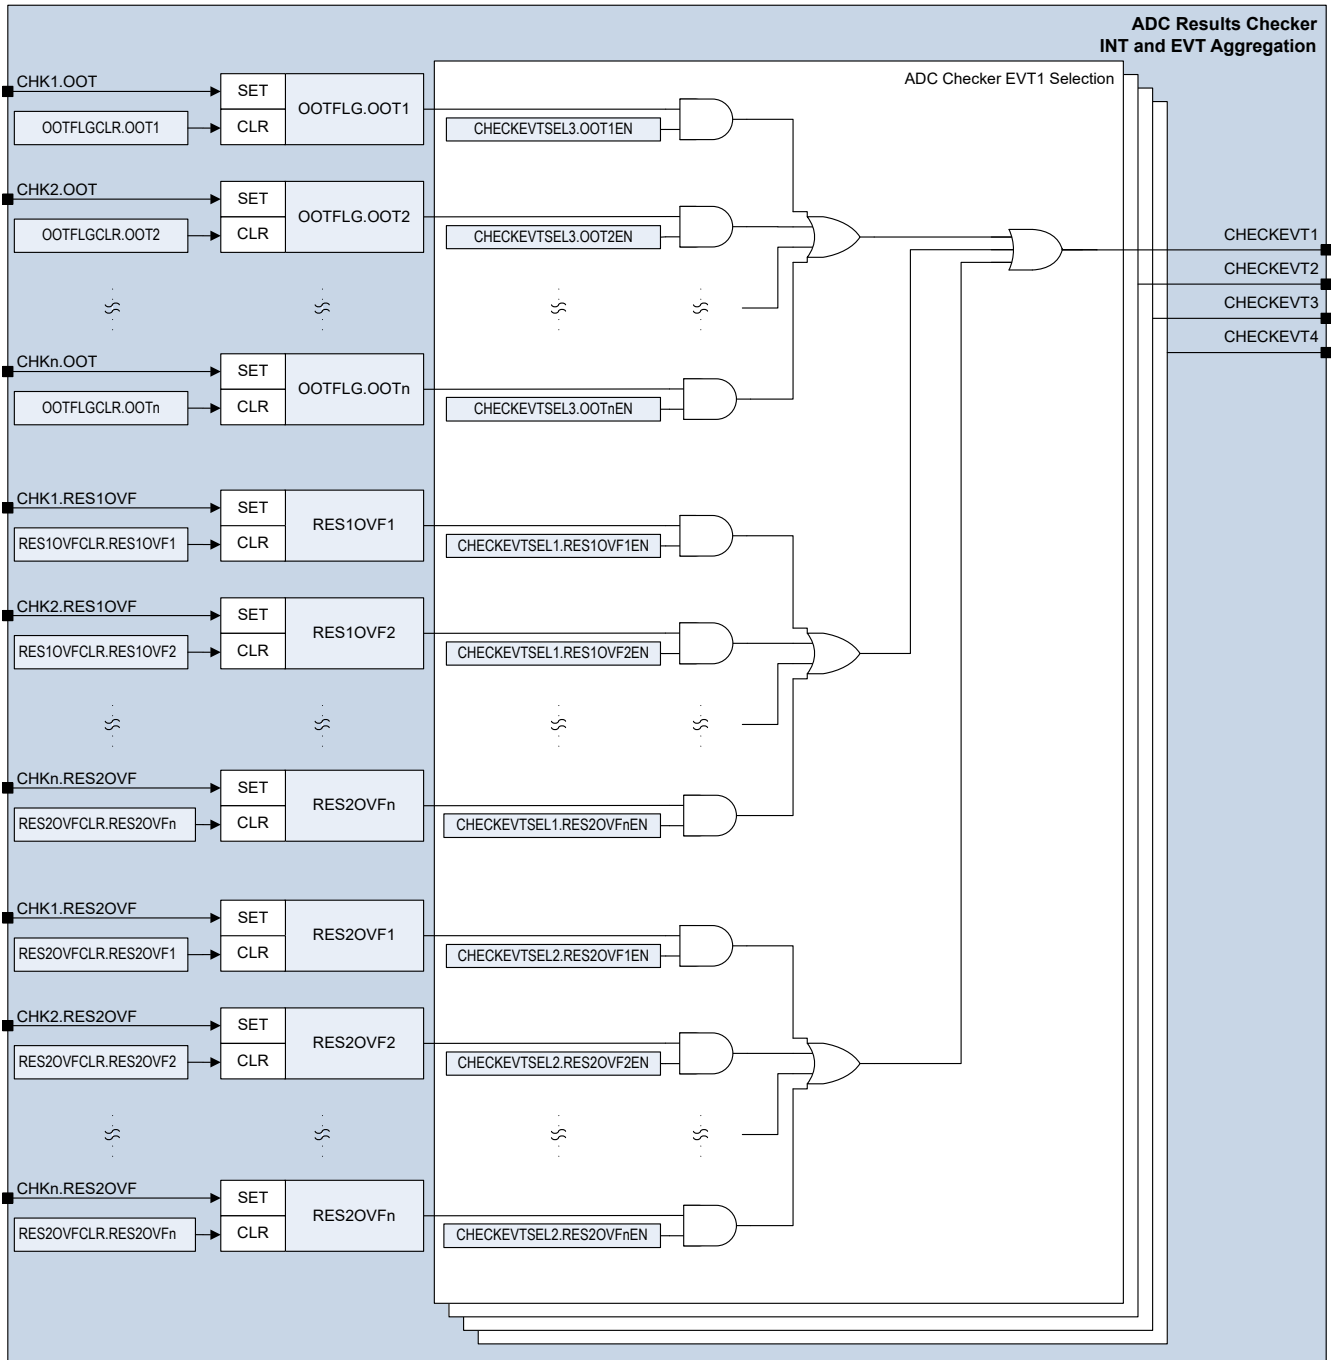 ADC Results Checker
INT and EVT Aggregation
ADC Checker EVT1 Selection
CHK1.OOT
SET
OOTFLG.OOT1
OOTFLGCLR.OOT1
CLR
CHECKEVTSEL3.OOT1EN
CHK2.OOT
SET
OOTFLG.OOT2
OOTFLGCLR.OOT2
CLR
CHECKEVTSEL3.OOT2EN
CHECKEVT1
CHECKEVT2
CHECKEVT3
CHECKEVT4
CHKn.OOT
SET
OOTFLG.OOTn
OOTFLGCLR.OOTn
CLR
CHECKEVTSEL3.OOTnEN
CHK1.RES1OVF
SET
RES1OVF1
RES1OVFCLR.RES1OVF1
CLR
CHECKEVTSEL1.RES1OVF1EN
CHK2.RES1OVF
SET
RES1OVF2
RES1OVFCLR.RES1OVF2
CLR
CHECKEVTSEL1.RES1OVF2EN
CHKn.RES2OVF
SET
RES2OVFn
RES2OVFCLR.RES2OVFn
CLR
CHECKEVTSEL1.RES2OVFnEN
CHK1.RES2OVF
SET
RES2OVF1
RES2OVFCLR.RES2OVF1
CLR
CHECKEVTSEL2.RES2OVF1EN
CHK2.RES2OVF
SET
RES2OVF2
RES2OVFCLR.RES2OVF2
CLR
CHECKEVTSEL2.RES2OVF2EN
CHKn.RES2OVF
SET
RES2OVFn
RES2OVFCLR.RES2OVFn
CLR
CHECKEVTSEL2.RES2OVFnEN